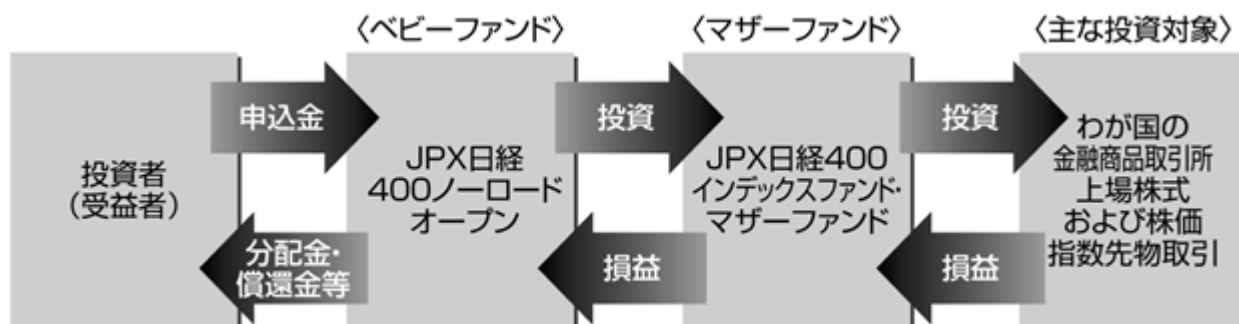 〈ベビーファンド〉
〈マザーファンド〉
〈主な投資対象〉
投資者
(受益者)
申込金
分配金・
償還金等
JPX日経
400ノーロード
オープン
投資
損益
JPX日経400
インデックスファンド・
マザーファンド
投資
損益
わが国の
金融商品取引所
上場株式
および株価
指数先物取引